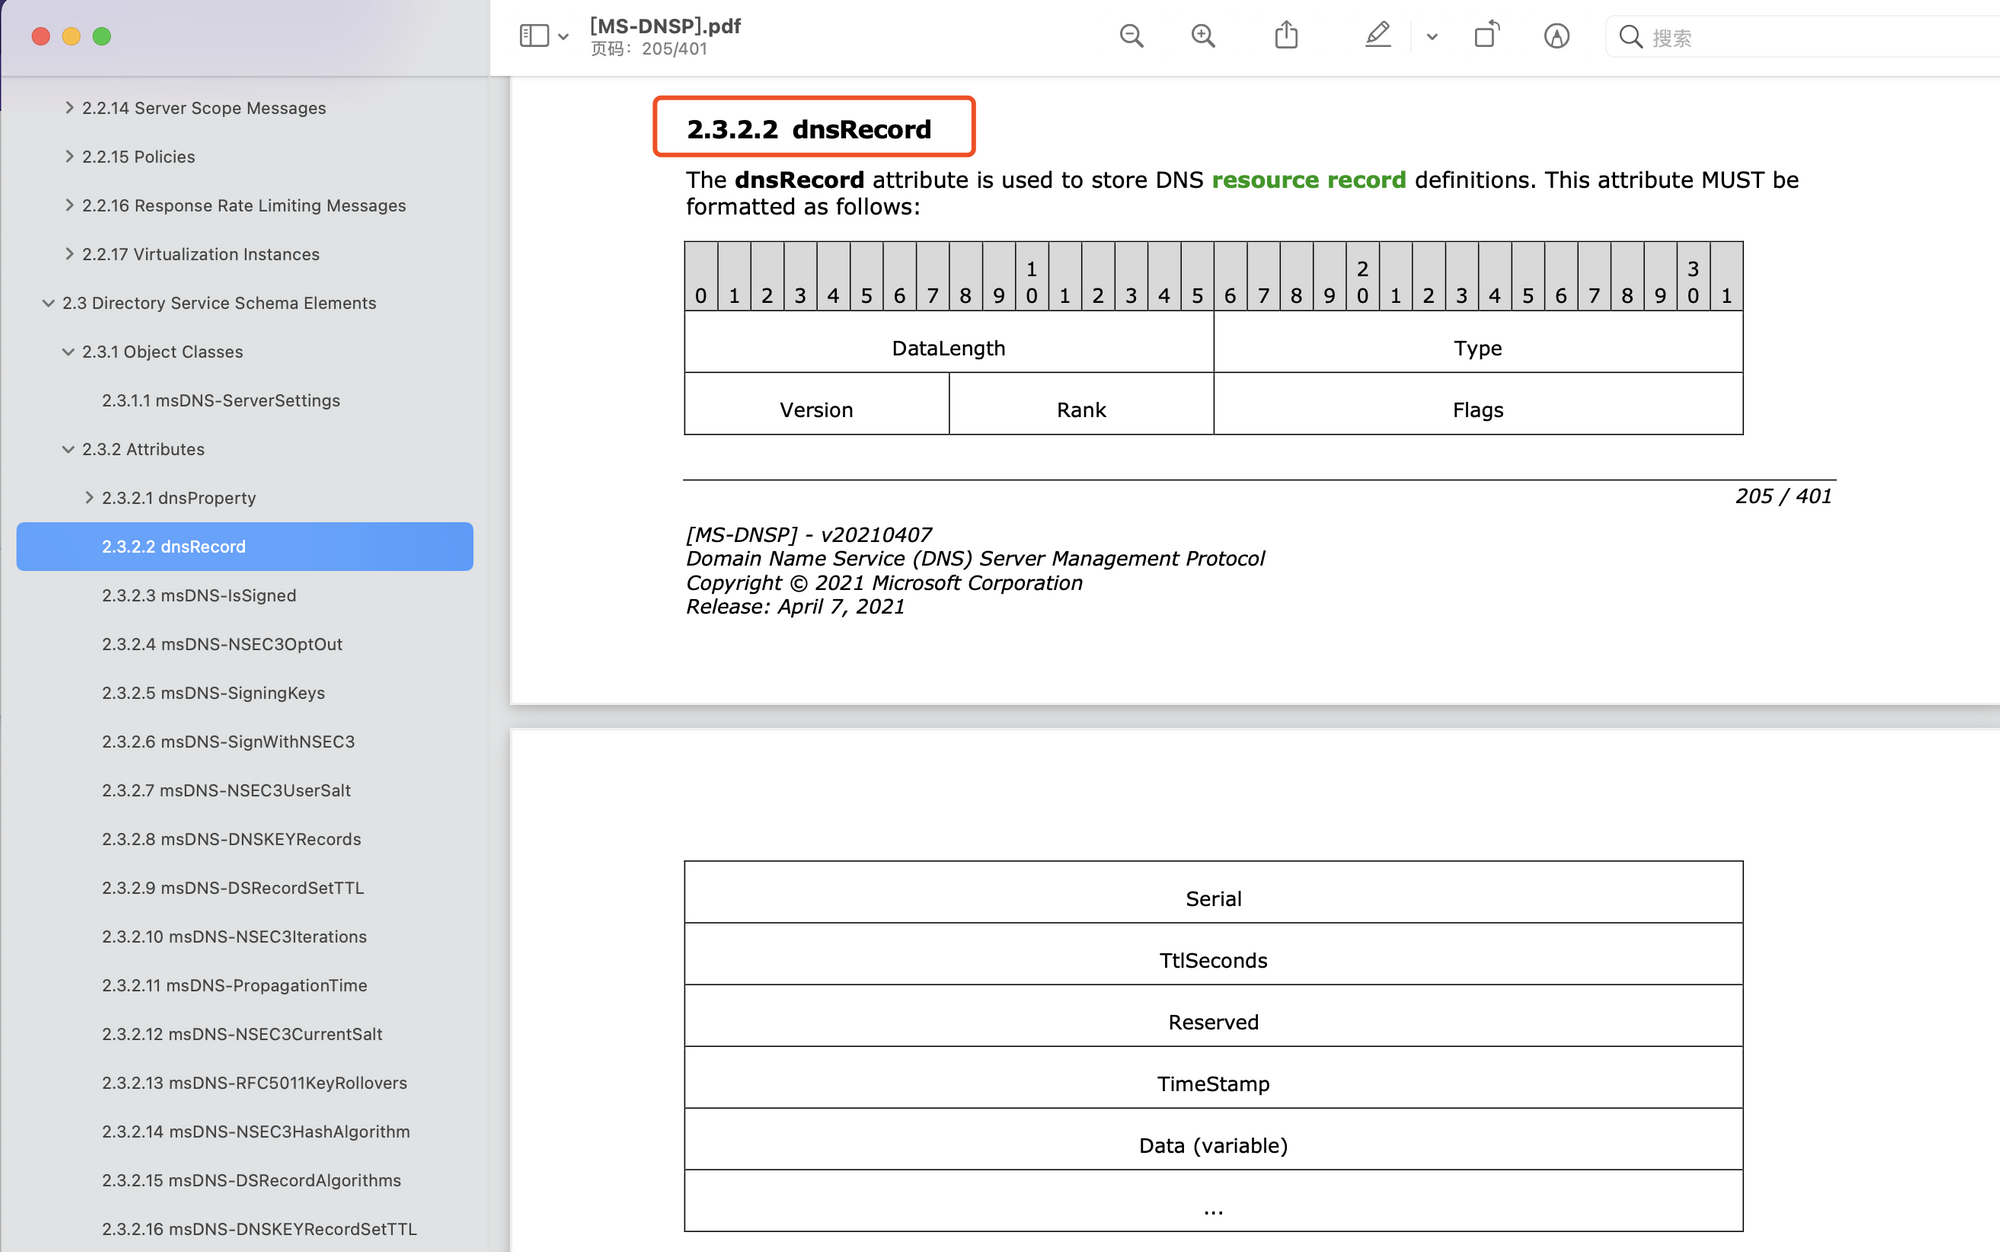 [MS-DNSP].pdf
页码：205/401
搜索
2.2.14 Server Scope Messages
2.2.15 Policies
2.2.16 Response Rate Limiting Messages
2.2.17 Virtualization Instances
2.3 Directory Service Schema Elements
2.3.1 Object Classes
2.3.1.1 msDNS-ServerSettings
2.3.2 Attributes
2.3.2.1 dnsProperty
2.3.2.2 dnsRecord
2.3.2.3 msDNS-IsSigned
2.3.2.4 msDNS-NSEC3OptOut
2.3.2.5 msDNS-SigningKeys
2.3.2.6 msDNS-SignWithNSEC3
2.3.2.7 msDNS-NSEC3UserSalt
2.3.2.8 msDNS-DNSKEYRecords
2.3.2.9 msDNS-DSRecordSetTTL
2.3.2.10 msDNS-NSEC3Iterations
2.3.2.11 msDNS-PropagationTime
2.3.2.12 msDNS-NSEC3CurrentSalt
2.3.2.13 msDNS-RFC5011KeyRollovers
2.3.2.14 msDNS-NSEC3HashAlgorithm
2.3.2.15 msDNS-DSRecordAlgorithms
2.3.2.16 msDNS-DNSKEYRecordSetTTL
2.3.2.2 dnsRecord
The dnsRecord attribute is used to store DNS resource record definitions. This attribute MUST be
formatted as follows:
0 1 2 3 4 5 6 7 8 9 10 1 2 3 4 5 6 7 8 9 20 1 2 3 4 5 6 7 8 9 30 1
DataLength Type
Version Rank Flags
205 / 401
[MS-DNSP] - v20210407
Domain Name Service (DNS) Server Management Protocol
Copyright © 2021 Microsoft Corporation
Release: April 7, 2021
Serial
TtlSeconds
Reserved
TimeStamp
Data (variable)
...